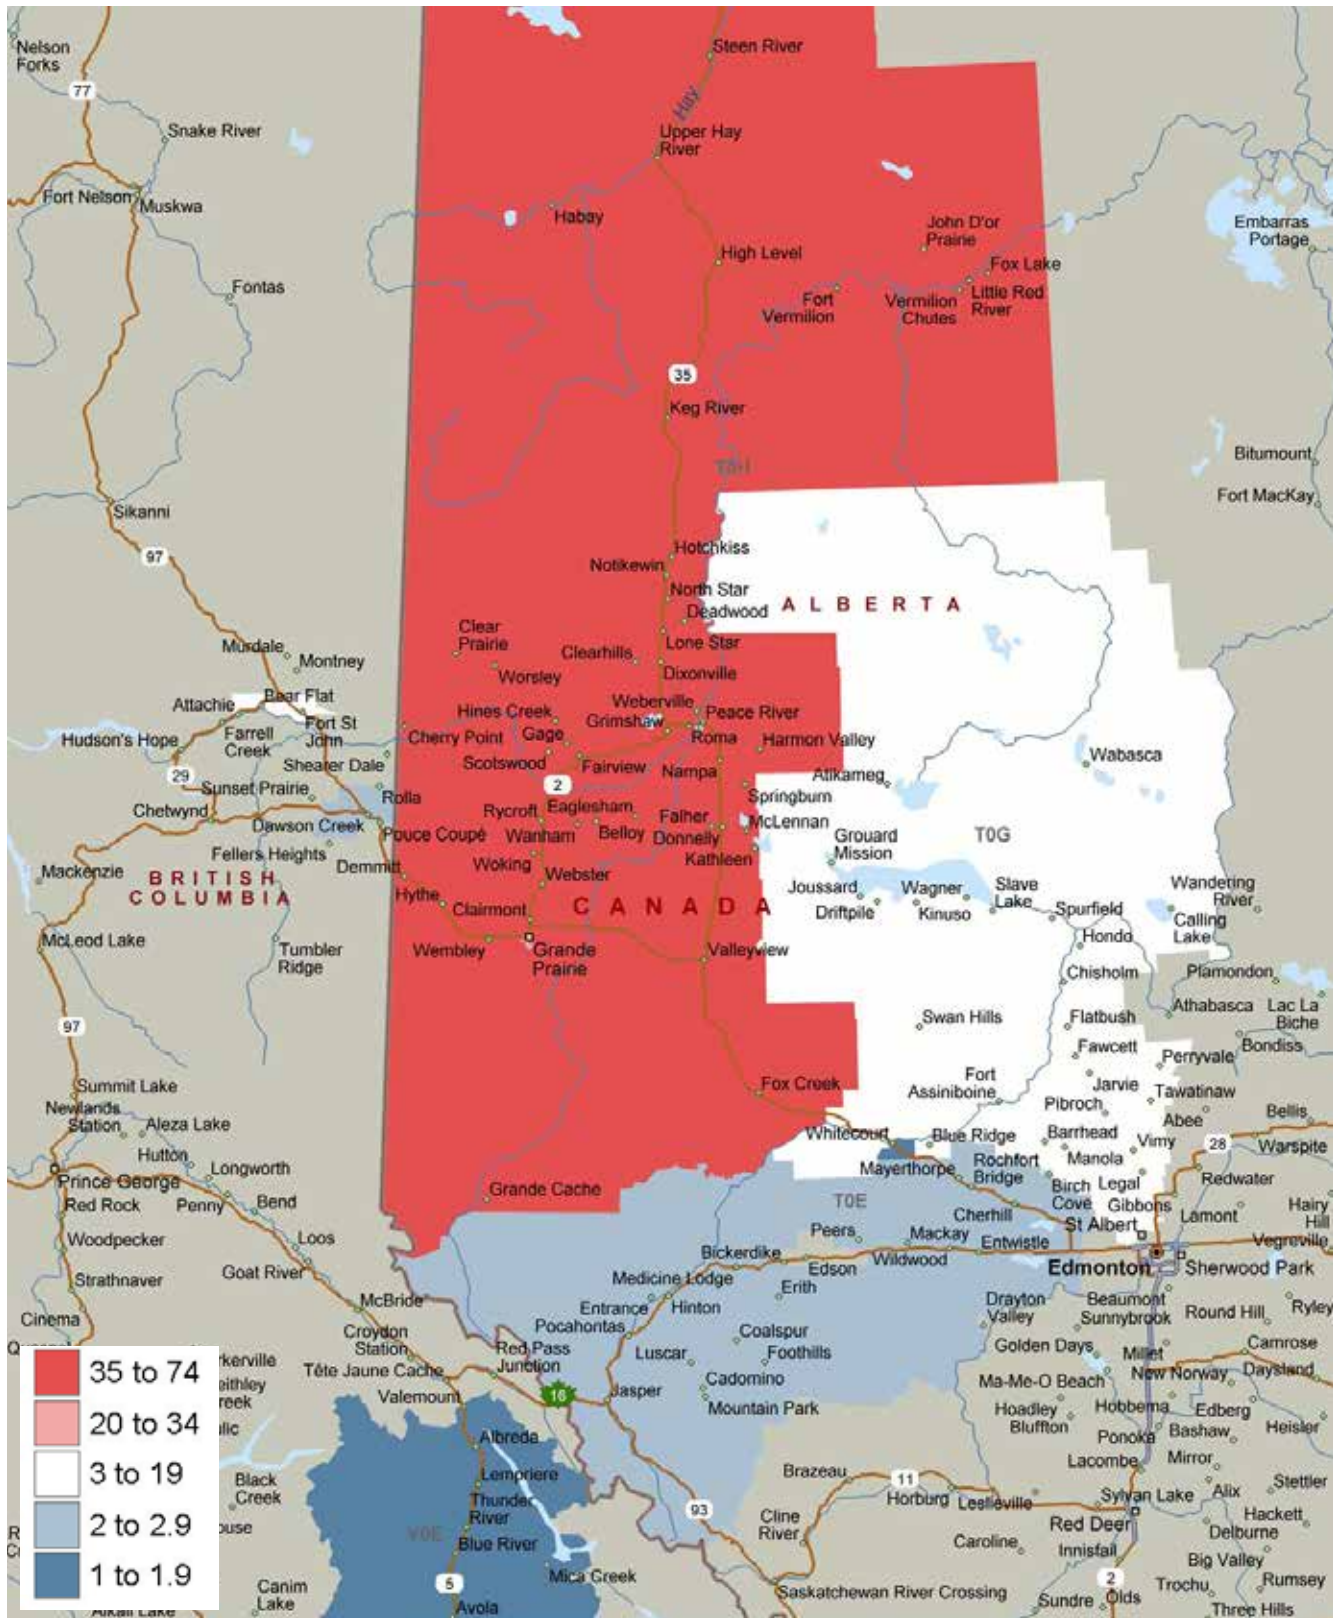 Nelson
Forks
Steen River
77
Hay
Snake River
Upper Hay
River
Fort Nelson
Muskwa
Habay
John D'or
Prairie
Embarras
Portage
High Level
Fox Lake
Fontas
Fort
Vermilion
Vermilion
Chutes
Little Red
River
35
Keg River
Bitumount
T0H
Fort MacKay
Sikanni
97
Hotchkiss
Notikewin
North Star
Deadwood
ALBERTA
Clear
Prairie
Murdale
Montney
Clearhills
Lone Star
Worsley
Dixonville
Attachie
Bear Flat
Weberville
Hines Creek
Peace River
Farrell
Creek
Fort St
John
Grimshaw
Hudson's Hope
Cherry Point
Gage
Roma
Harmon Valley
Wabasca
Shearer Dale
Scotswood
Fairview
Nampa
29
Sunset Prairie
2
Atikameg
Rolla
Springburn
Chetwynd
Rycroft
Eaglesham
Falher
McLennan
Dawson Creek
Pouce Coupé
Wanham
Belloy
Donnelly
Grouard
Mission
T0G
Fellers Heights
Demmitt
Woking
Kathleen
Mackenzie
BRITISH
COLUMBIA
Webster
Joussard
Wagner
Slave
Lake
Wandering
River
Hythe
Clairmont
CANADA
Driftpile
Kinuso
Spurfield
Calling
Lake
McLeod Lake
Tumbler
Ridge
Wembley
Grande
Prairie
Valleyview
Hondo
Chisholm
Plamondon
97
Swan Hills
Flatbush
Athabasca
Lac La
Biche
Fawcett
Perryvale
Bondiss
Summit Lake
Fox Creek
Fort
Assiniboine
Jarvie
Tawatinaw
Newlands
Station
Aleza Lake
Pibroch
Abee
Bellis
Hutton
Whitecourt
Blue Ridge
Barrhead
Vimy
28
Warspite
Longworth
Mayerthorpe
Rochfort
Bridge
Manola
Prince George
Grande Cache
Birch
Cove
Legal
Redwater
Red Rock
Penny
Bend
T0E
Gibbons
Lamont
Hairy
Hill
Woodpecker
Loos
Peers
Mackay
Cherhill
St Albert
Vegreville
Goat River
Bickerdike
Edson
Wildwood
Entwistle
Edmonton
Sherwood Park
Strathnaver
Medicine Lodge
Erith
McBride
Entrance
Hinton
Drayton
Valley
Beaumont
Sunnybrook
Round Hill
Ryley
Cinema
Croydon
Station
Pocahontas
Coalspur
Golden Days
Millet
Camrose
Red Pass
Junction
Luscar
Foothills
New Norway
Daysland
Tête Jaune Cache
16
Jasper
Cadomino
Ma-Me-O Beach
Hobbema
Edberg
Valemount
Mountain Park
Hoadley
Bluffton
Ponoka
Bashaw
Heisler
35 to 74
20 to 34
3 to 19
2 to 2.9
1 to 1.9
Albreda
Lacombe
Mirror
Black
Creek
Lempriere
Brazeau
11
Horburg
Leslieville
Sylvan Lake
Alix
Stettler
Thunder
River
93
Cline
River
Red Deer
Hackett
V0E
Blue River
Caroline
Innisfail
Delburne
Big Valley
Canim
Lake
5
Mica Creek
Saskatchewan River Crossing
2
Trochu
Rumsey
Avola
Sundre
Olds
Three Hills